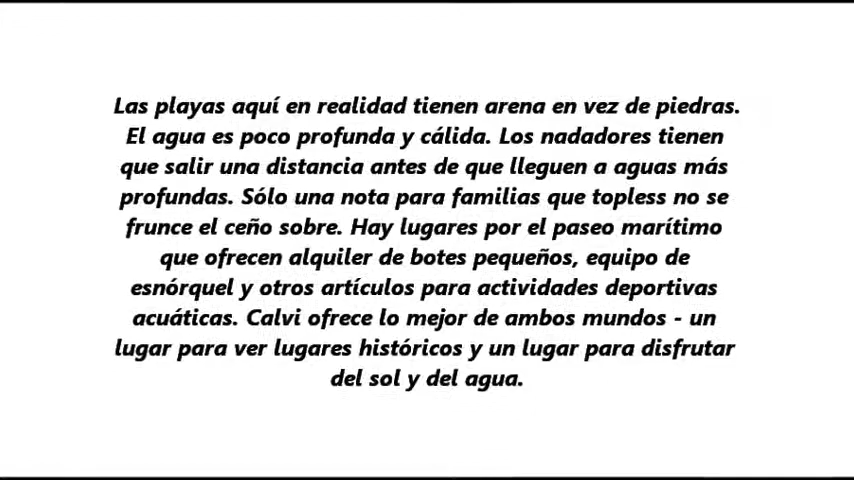 Las playas aquí en realidad tienen arena en vez de piedras.
El agua es poco profunda y cálida. Los nadadores tienen
que salir una distancia antes de que lleguen a aguas más
profundas. Sólo una nota para familias que topless no se
frunce el ceño sobre. Hay lugares por el paseo marítimo
que ofrecen alquiler de botes pequeños, equipo de
esnórquel y otros artículos para actividades deportivas
acuáticas. Calvi ofrece lo mejor de ambos mundos - un
lugar para ver lugares históricos y un lugar para disfrutar
del sol y del agua.